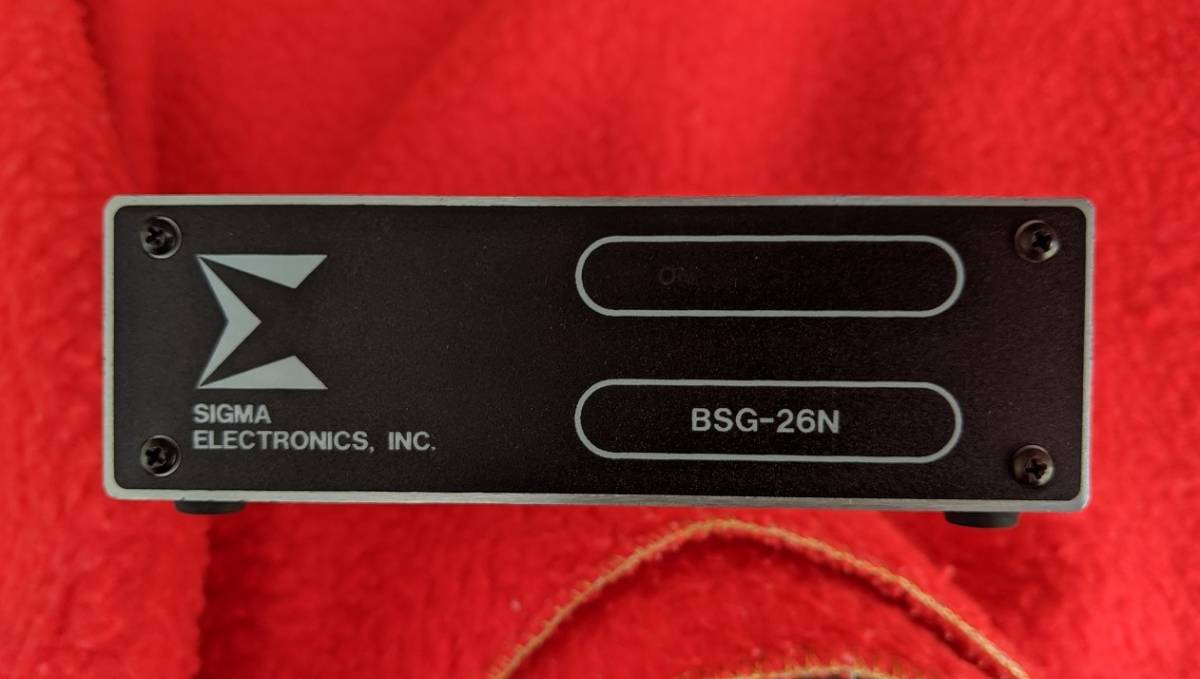 SIGMA
ELECTRONICS, INC.
BSG-26N